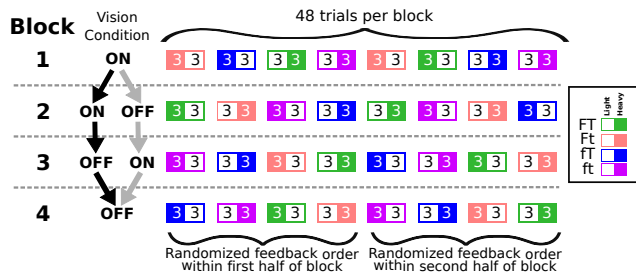 Block Vision Condition 48 trials per block
1 ON 3 3 3 3 3 3 3 3 3 3 3 3 3 3 3 3
2 ON OFF 3 3 3 3 3 3 3 3 3 3 3 3 3 3 3 3
3 OFF ON 3 3 3 3 3 3 3 3 3 3 3 3 3 3 3 3
4 OFF 3 3 3 3 3 3 3 3 3 3 3 3 3 3 3 3
Randomized feedback order within first half of block
Randomized feedback order within second half of block
Light Heavy
FT
Ft
fT
ft